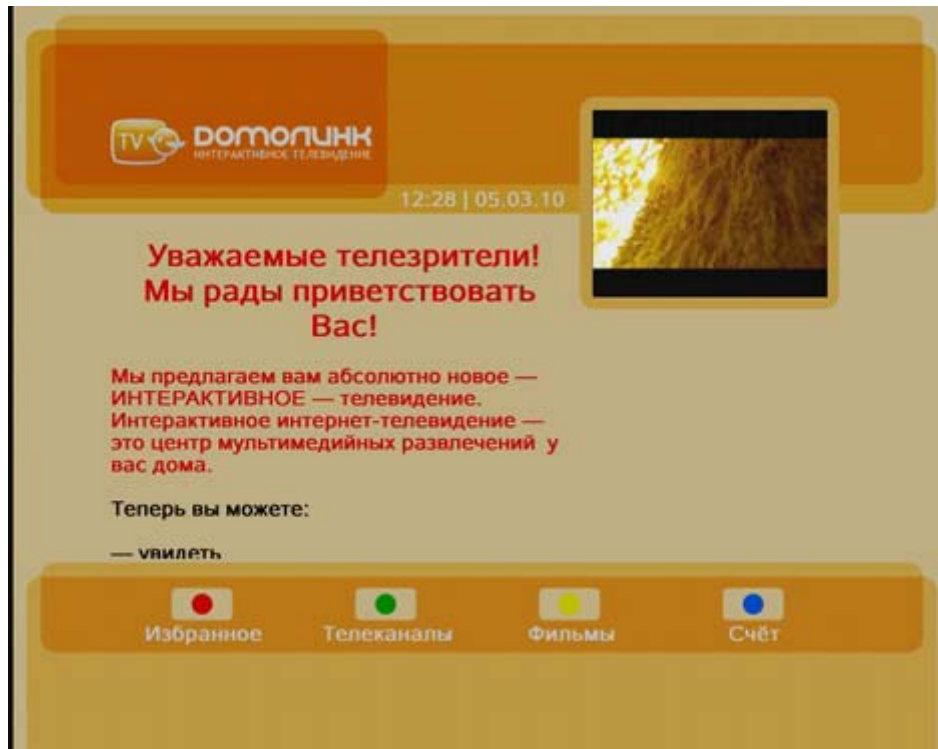 TV ДОМОЛИНК
ИНТЕРАКТИВНОЕ ТЕЛЕВИДЕНИЕ
12:28 | 05.03.10
Уважаемые телезрители!
Мы рады приветствовать
Вас!
Мы предлагаем вам абсолютно новое —
ИНТЕРАКТИВНОЕ — телевидение.
Интерактивное интернет-телевидение —
это центр мультимедийных развлечений у
вас дома.
Теперь вы можете:
— увидеть
Избранное Телеканалы Фильмы Счёт